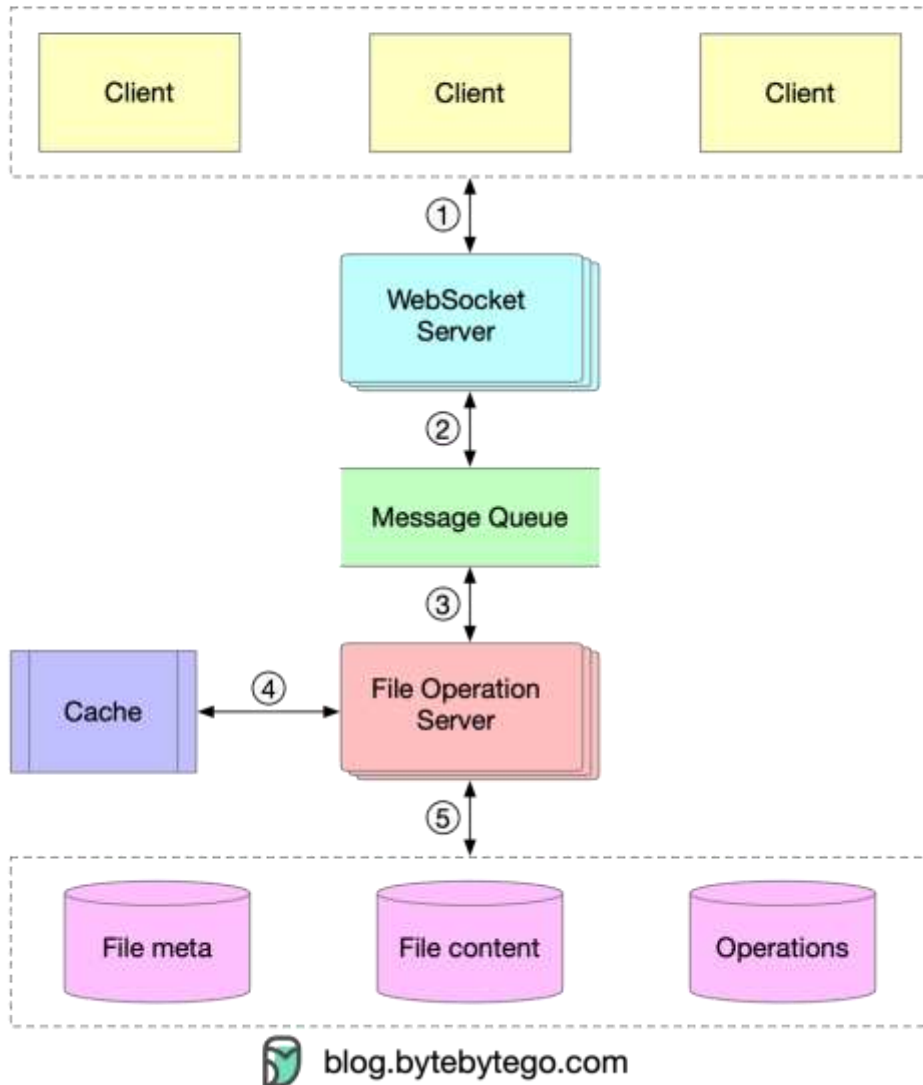 Client
Client
Client
①
WebSocket
Server
②
Message Queue
③
Cache
④
File Operation
Server
⑤
File meta
File content
Operations
blog.bytebytego.com